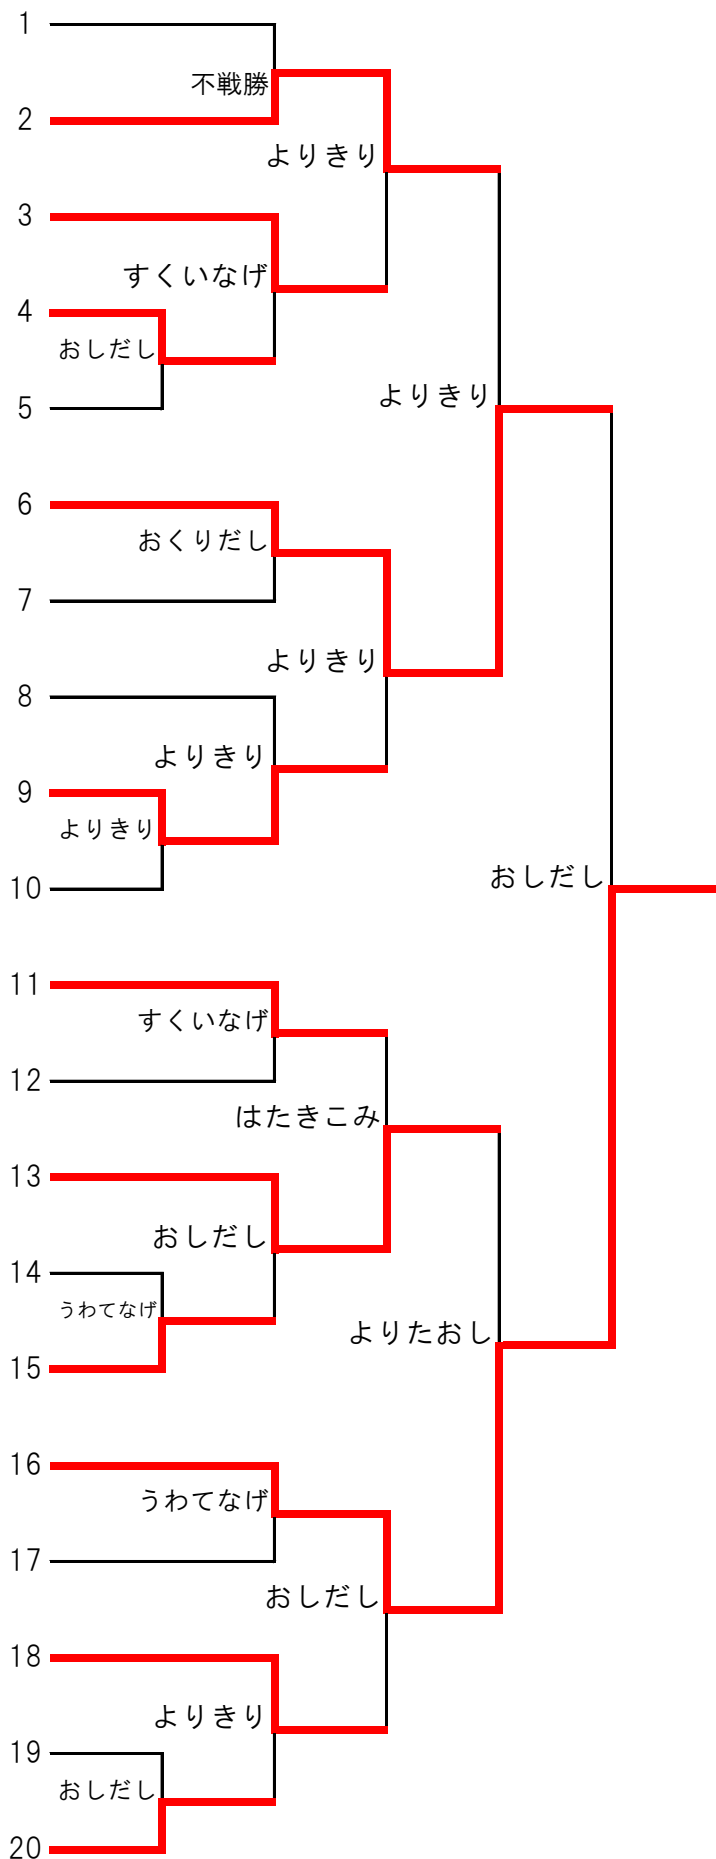 1
不戦勝
2
よりきり
3
すくいなげ
4
おしだし
よりきり
5
6
おくりだし
7
よりきり
8
よりきり
9
よりきり
10
おしだし
11
すくいなげ
12
はたきこみ
13
おしだし
14
うわてなげ
よりたおし
15
16
うわてなげ
17
おしだし
18
よりきり
19
おしだし
20